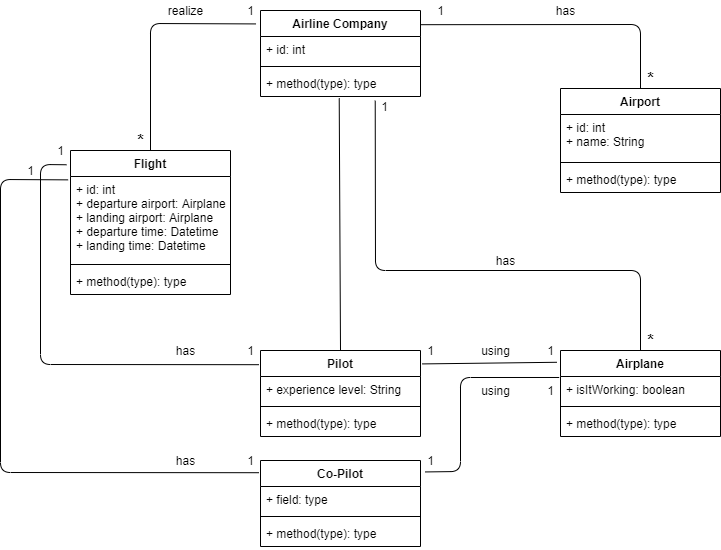 realize
1
Airline Company
1
has
+ id: int
+ method(type): type
*
1
Airport
+ id: int
+ name: String
+ method(type): type
*
1
1
Flight
+ id: int
+ departure airport: Airplane
+ landing airport: Airplane
+ departure time: Datetime
+ landing time: Datetime
+ method(type): type
has
*
has
1
Pilot
1
using
1
Airplane
+ experience level: String
+ method(type): type
using
1
+ isItWorking: boolean
+ method(type): type
has
1
Co-Pilot
1
+ field: type
+ method(type): type